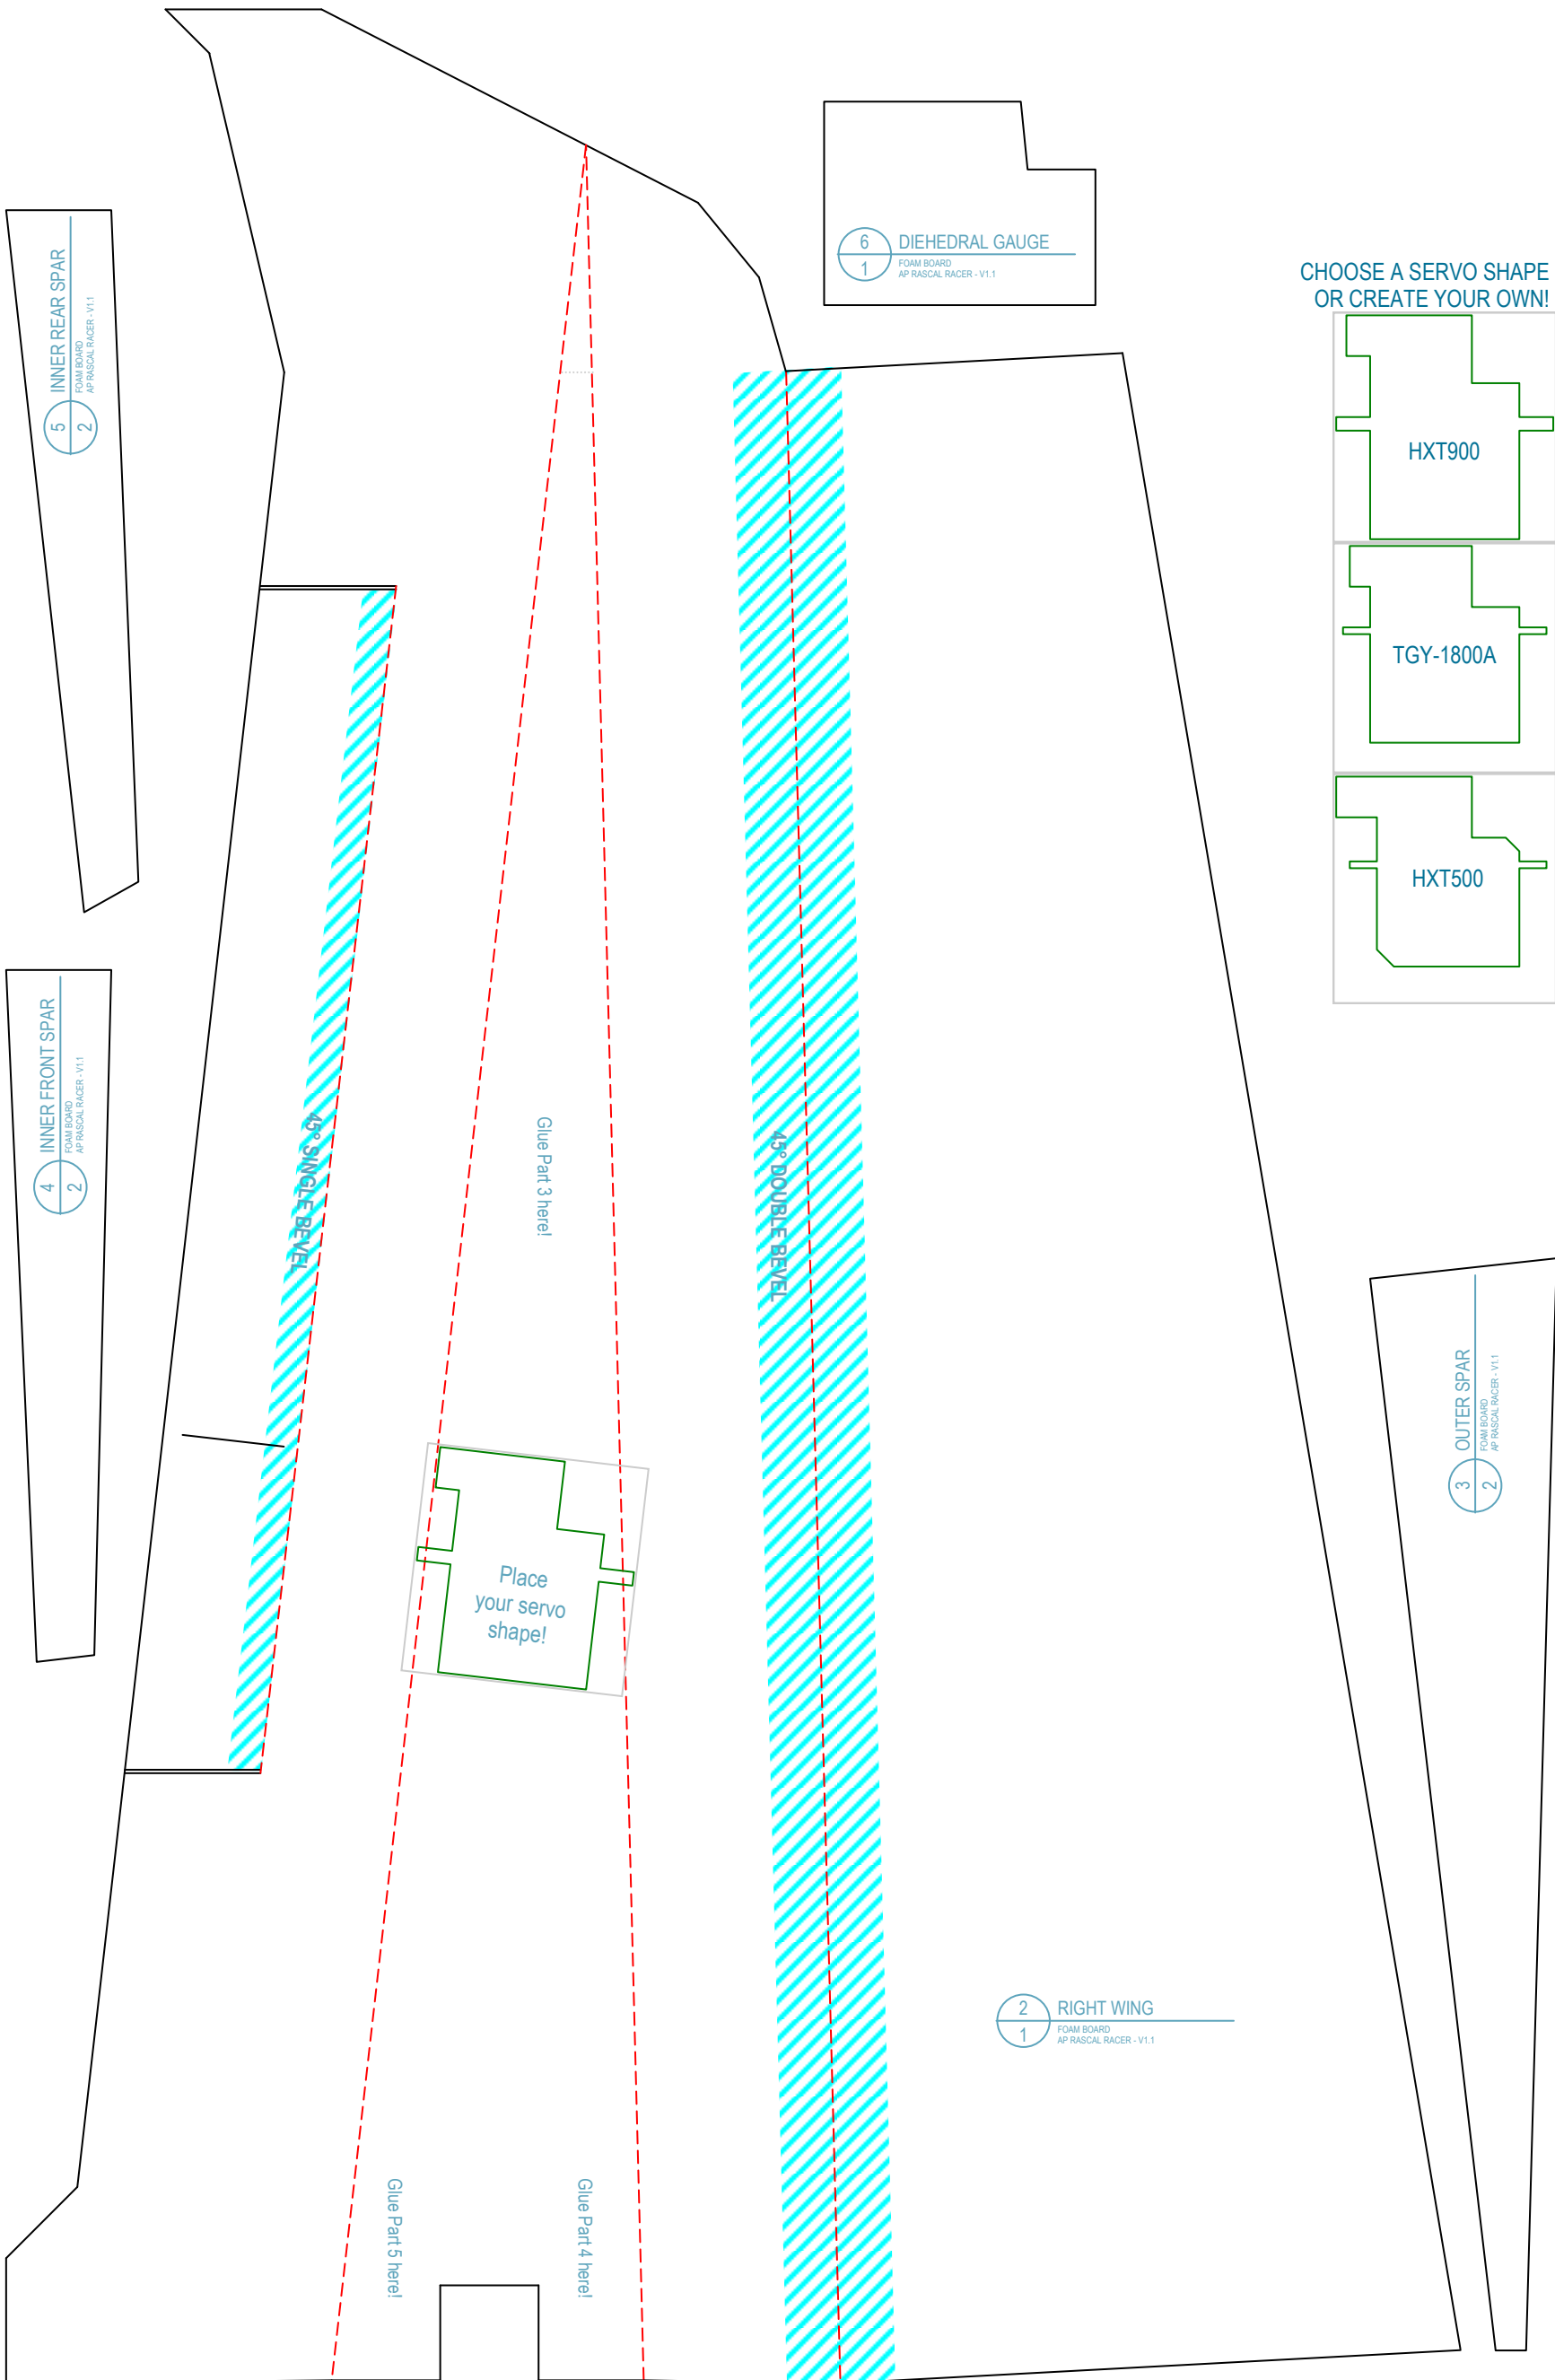 6
DIEHEDRAL GAUGE
1
FOAM BOARD
AP RASCAL RACER - V1.1
CHOOSE A SERVO SHAPE
OR CREATE YOUR OWN!
HXT900
TGY-1800A
HXT500
5
INNER REAR SPAR
2
FOAM BOARD
AP RASCAL RACER - V1.1
4
INNER FRONT SPAR
2
FOAM BOARD
AP RASCAL RACER - V1.1
45° SINGLE BEVEL
Glue Part 3 here!
45° DOUBLE BEVEL
3
OUTER SPAR
2
FOAM BOARD
AP RASCAL RACER - V1.1
Place
your servo
shape!
2
RIGHT WING
1
FOAM BOARD
AP RASCAL RACER - V1.1
Glue Part 5 here!
Glue Part 4 here!